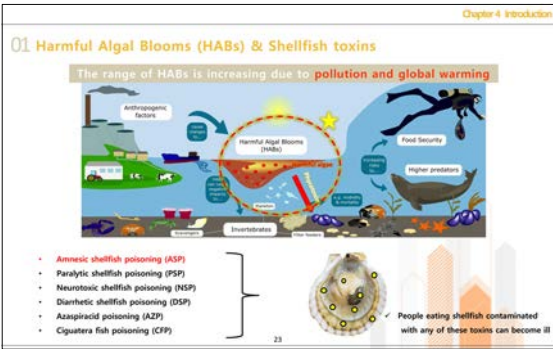 Chapter 4 Introduction
01 Harmful Algal Blooms (HABs) & Shellfish toxins
The range of HABs is increasing due to pollution and global warming
Anthropogenic
factors
Harmful Algal Blooms
(HABs)
Food Security
Higher predators
Invertebrates
Scavengers
Filter feeders
• Amnesic shellfish poisoning (ASP)
• Paralytic shellfish poisoning (PSP)
• Neurotoxic shellfish poisoning (NSP)
• Diarrhetic shellfish poisoning (DSP)
• Azaspiracid poisoning (AZP)
• Ciguatera fish poisoning (CFP)
✓ People eating shellfish contaminated
with any of these toxins can become ill
23